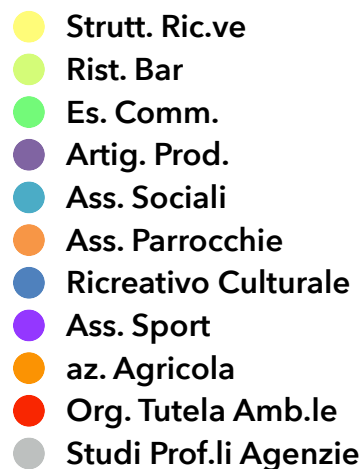 Strutt. Ric.ve
Rist. Bar
Es. Comm.
Artig. Prod.
Ass. Sociali
Ass. Parrocchie
Ricreativo Culturale
Ass. Sport
az. Agricola
Org. Tutela Amb.le
Studi Prof.li Agenzie